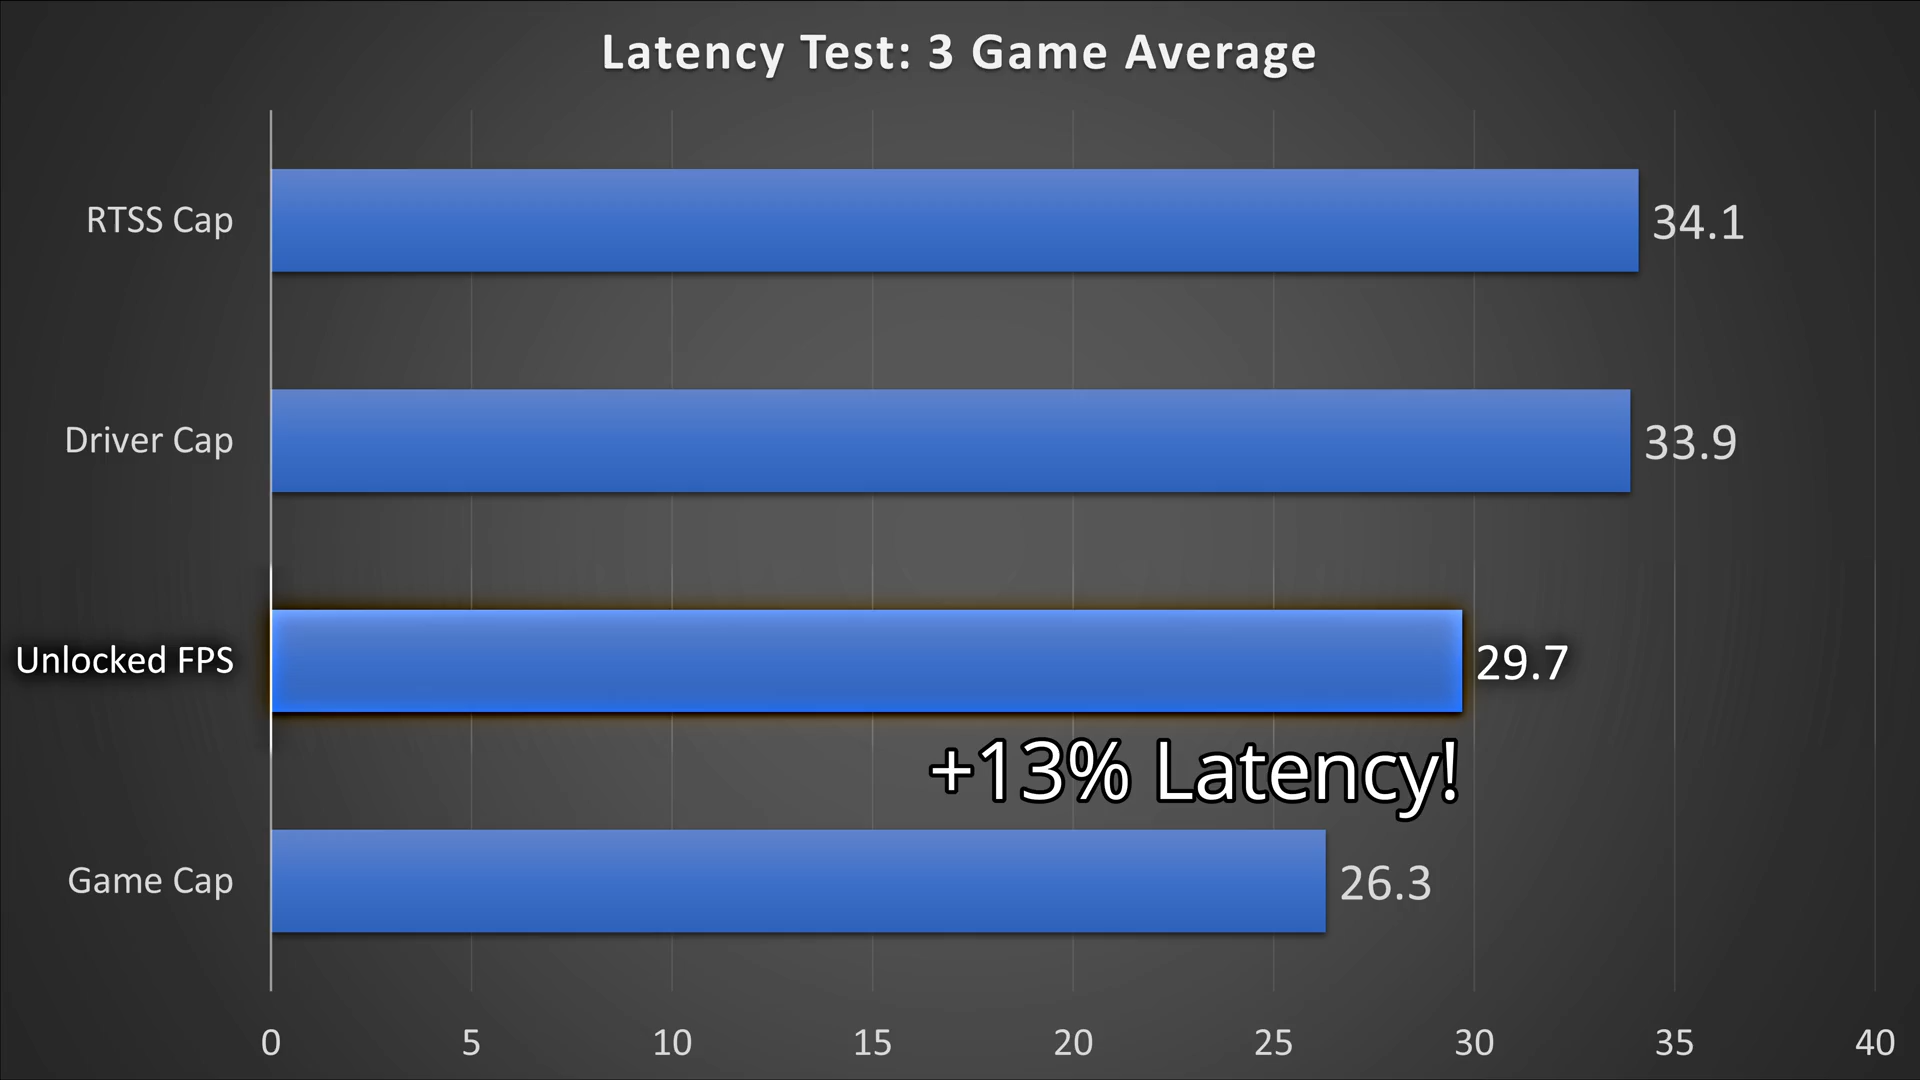 Latency Test: 3 Game Average
RTSS Cap
34.1
Driver Cap
33.9
Unlocked FPS
29.7
+13% Latency!
Game Cap
26.3
0 5 10 15 20 25 30 35 40